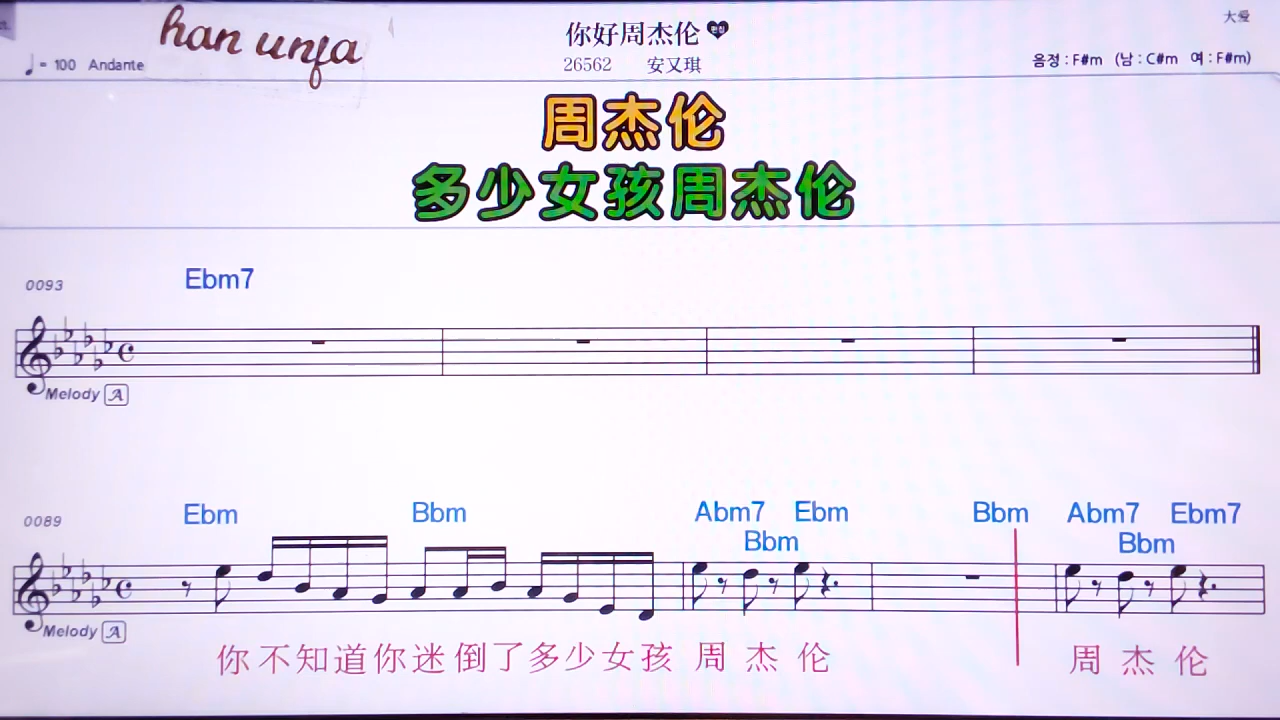 han unfa
你好周杰伦
大爱
♩= 100 Andante
26562 安又琪
음정 : F#m (남 : C#m 여 : F#m)
周杰伦
多少女孩周杰伦
0093 Ebm7
Melody A
0089 Ebm Bbm Abm7 Ebm Bbm Abm7 Ebm7
Bbm Bbm
Melody A
你不知道你迷倒了多少女孩 周 杰 伦 周 杰 伦